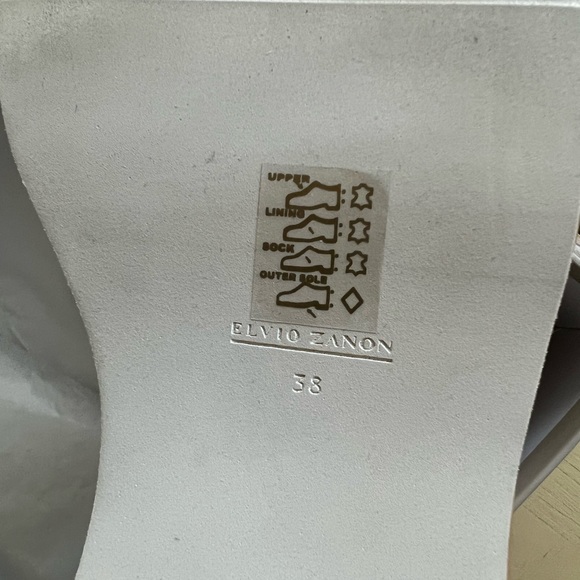 UPPER
LINING
SOCK
OUTER SOLE
ELVIO ZANON
38